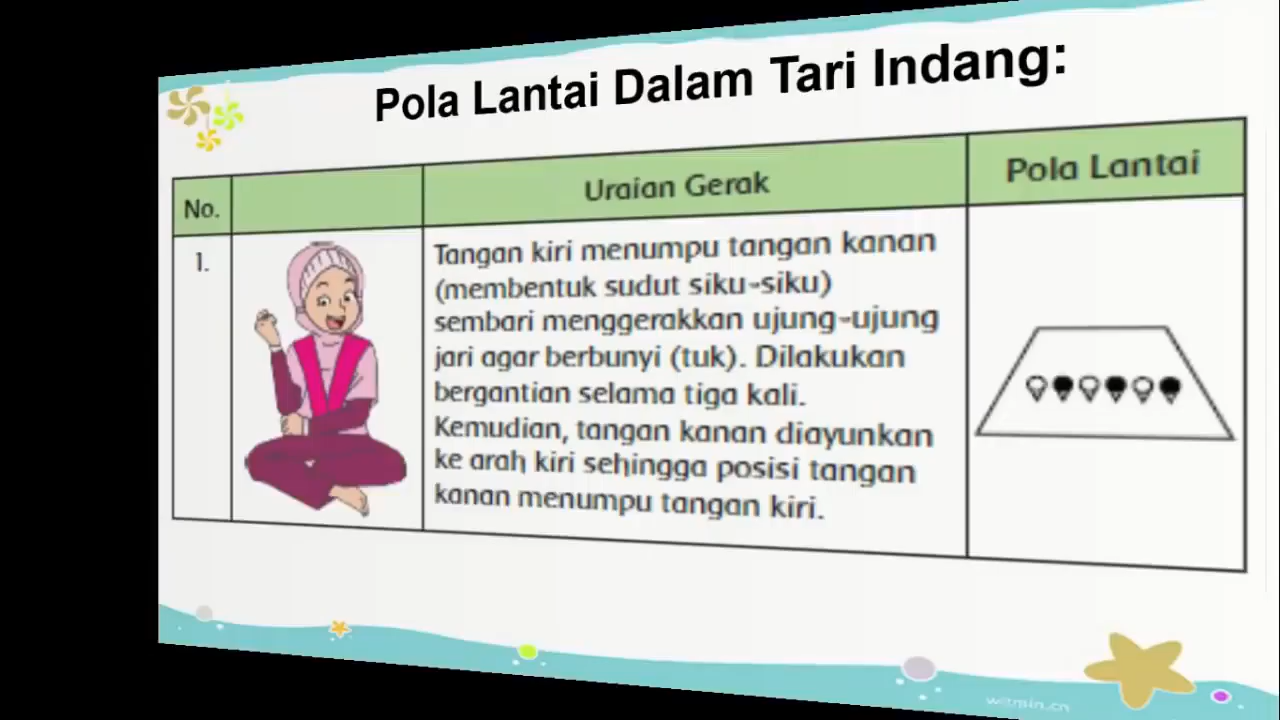 Pola Lantai Dalam Tari Indang:
No.
Uraian Gerak
Pola Lantai
1.
Tangan kiri menumpu tangan kanan
(membentuk sudut siku-siku)
sembari menggerakkan ujung-ujung
jari agar berbunyi (tuk). Dilakukan
bergantian selama tiga kali.
Kemudian, tangan kanan diayunkan
ke arah kiri sehingga posisi tangan
kanan menumpu tangan kiri.